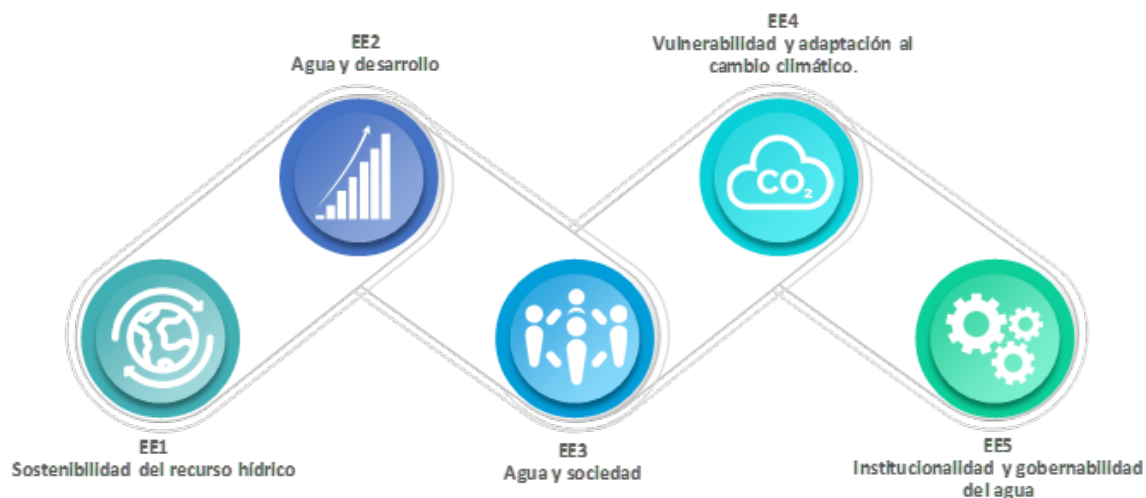 EE1
Sostenibilidad del recurso hídrico
EE2
Agua y desarrollo
EE3
Agua y sociedad
EE4
Vulnerabilidad y adaptación al
cambio climático.
CO₂
EE5
Institucionalidad y gobernabilidad
del agua